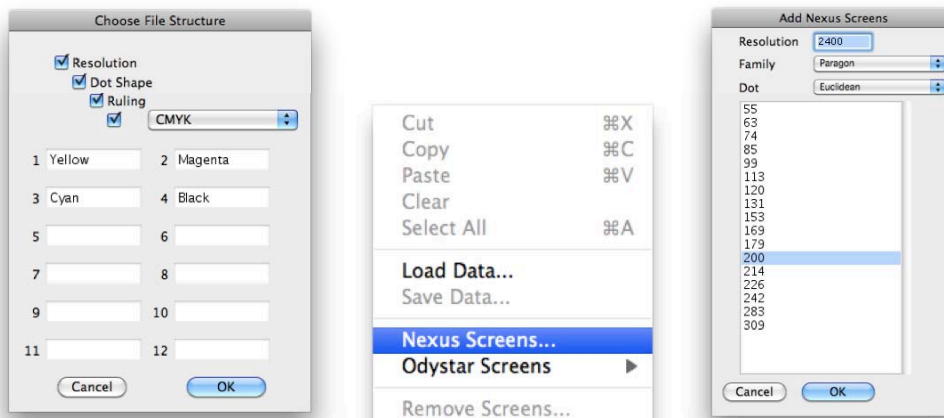 Choose File Structure
Resolution
Dot Shape
Ruling
CMYK
1 Yellow 2 Magenta
3 Cyan 4 Black
5 6
7 8
9 10
11 12
Cancel OK
Cut ⌘X
Copy ⌘C
Paste ⌘V
Clear
Select All ⌘A
Load Data...
Save Data...
Nexus Screens...
Odystar Screens
Remove Screens...
Add Nexus Screens
Resolution 2400
Family Paragon
Dot Euclidean
55
63
74
85
99
113
120
131
153
169
179
200
214
226
242
283
309
Cancel OK